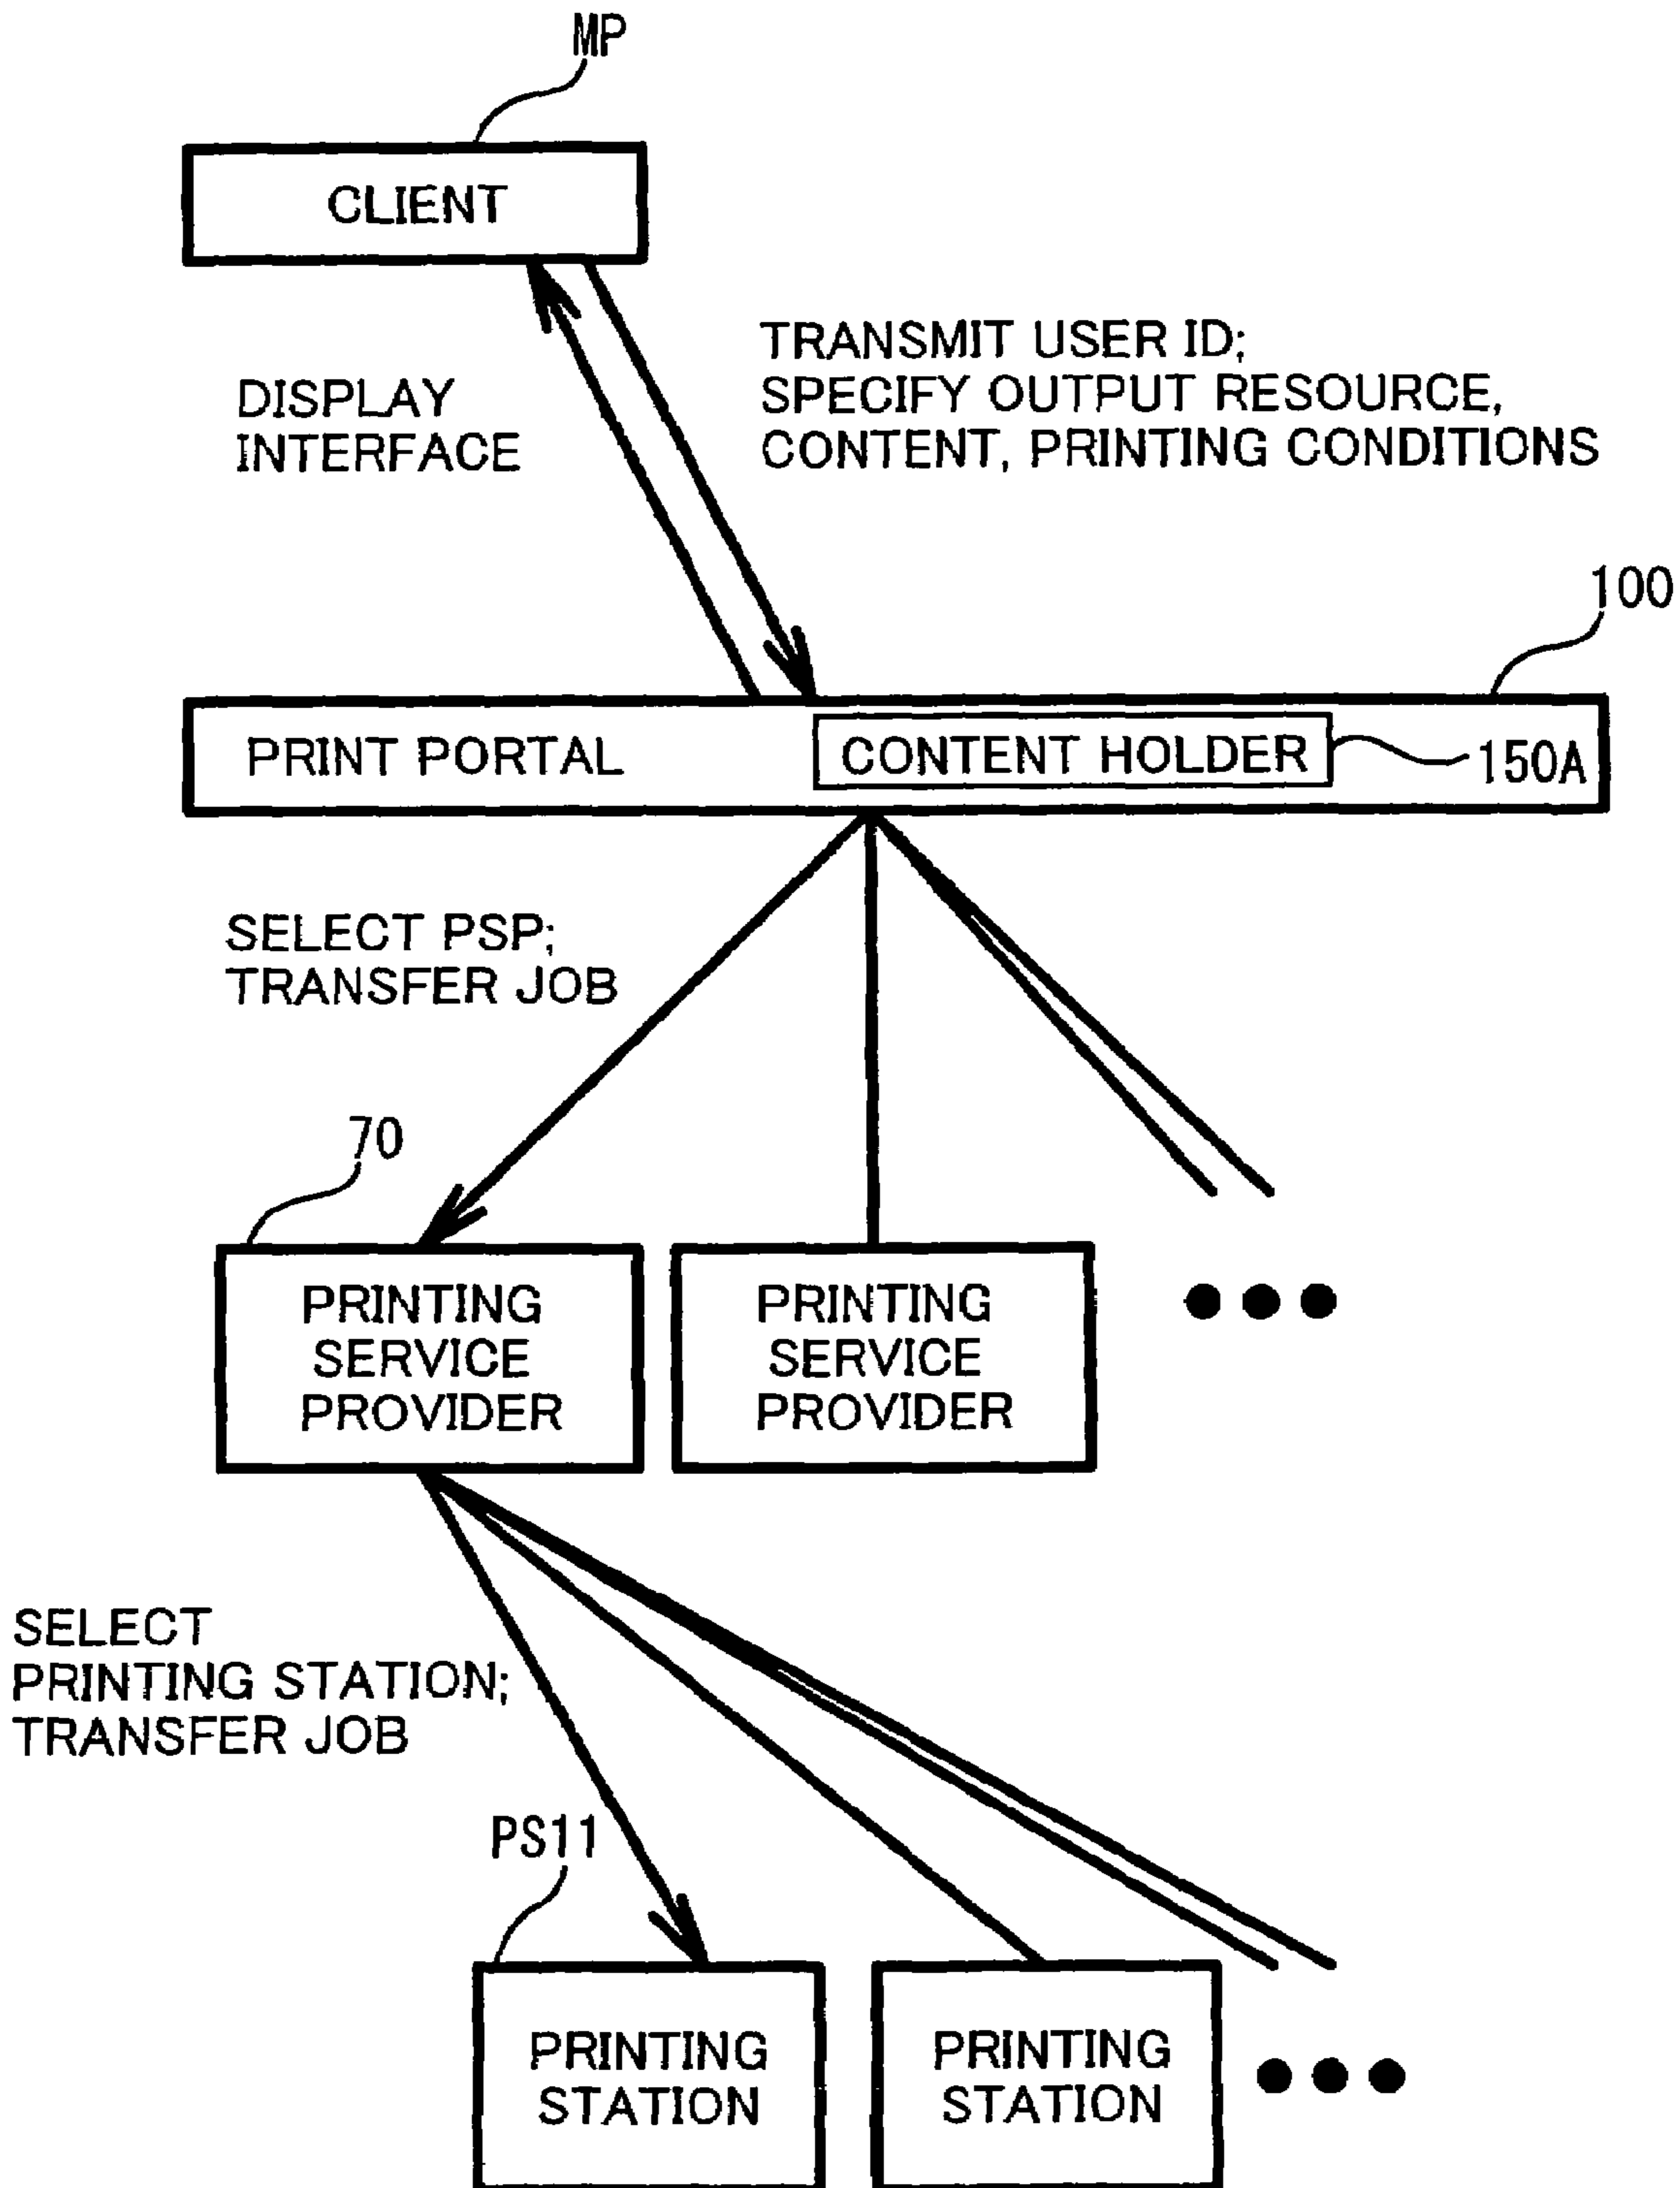 MP
CLIENT
DISPLAY
INTERFACE
TRANSMIT USER ID;
SPECIFY OUTPUT RESOURCE,
CONTENT, PRINTING CONDITIONS
100
PRINT PORTAL
CONTENT HOLDER
150A
SELECT PSP;
TRANSFER JOB
70
PRINTING
SERVICE
PROVIDER
PRINTING
SERVICE
PROVIDER
SELECT
PRINTING STATION;
TRANSFER JOB
PS11
PRINTING
STATION
PRINTING
STATION